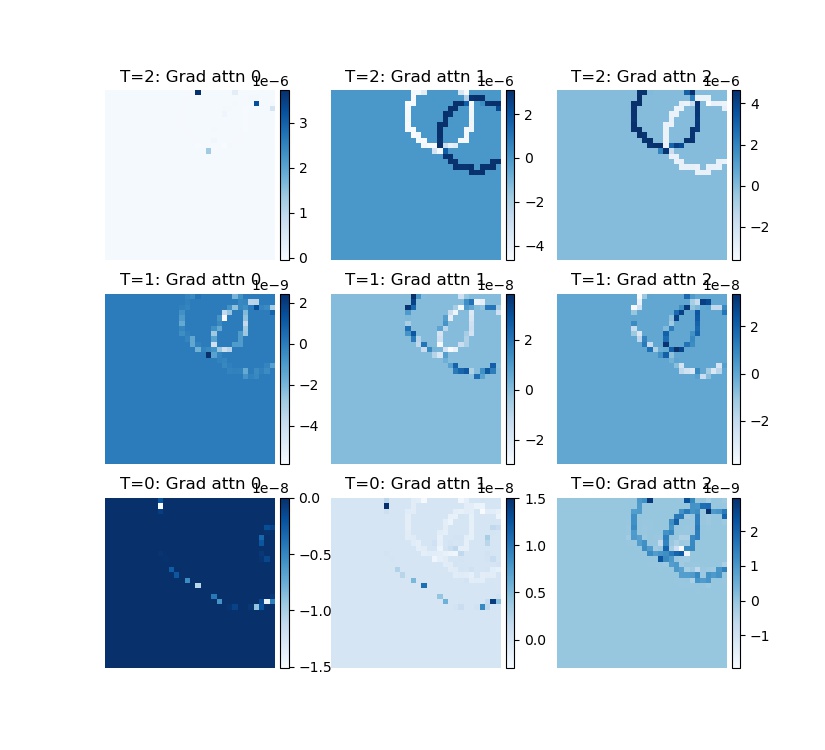 T=2: Grad attn 0
1e−6
T=2: Grad attn 1
1e−6
T=2: Grad attn 2
1e−6
3
2
1
0
2
0
−2
−4
4
2
0
−2
T=1: Grad attn 0
1e−9
T=1: Grad attn 1
1e−8
T=1: Grad attn 2
1e−8
2
0
−2
−4
2
0
−2
2
0
−2
T=0: Grad attn 0
1e−8
T=0: Grad attn 1
1e−8
T=0: Grad attn 2
1e−9
0.0
−0.5
−1.0
−1.5
1.5
1.0
0.5
0.0
2
1
0
−1